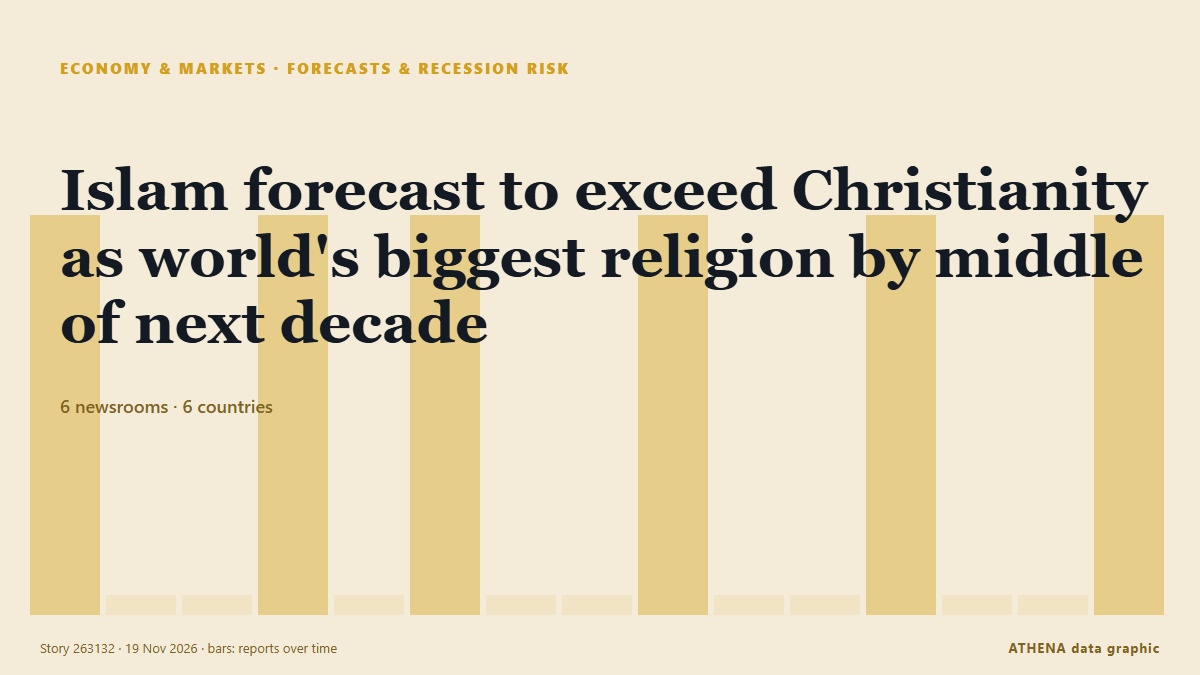 ECONOMY & MARKETS · FORECASTS & RECESSION RISK
Islam forecast to exceed Christianity
as world's biggest religion by middle
of next decade
6 newsrooms · 6 countries
Story 263132 · 19 Nov 2026 · bars: reports over time
ATHENA data graphic